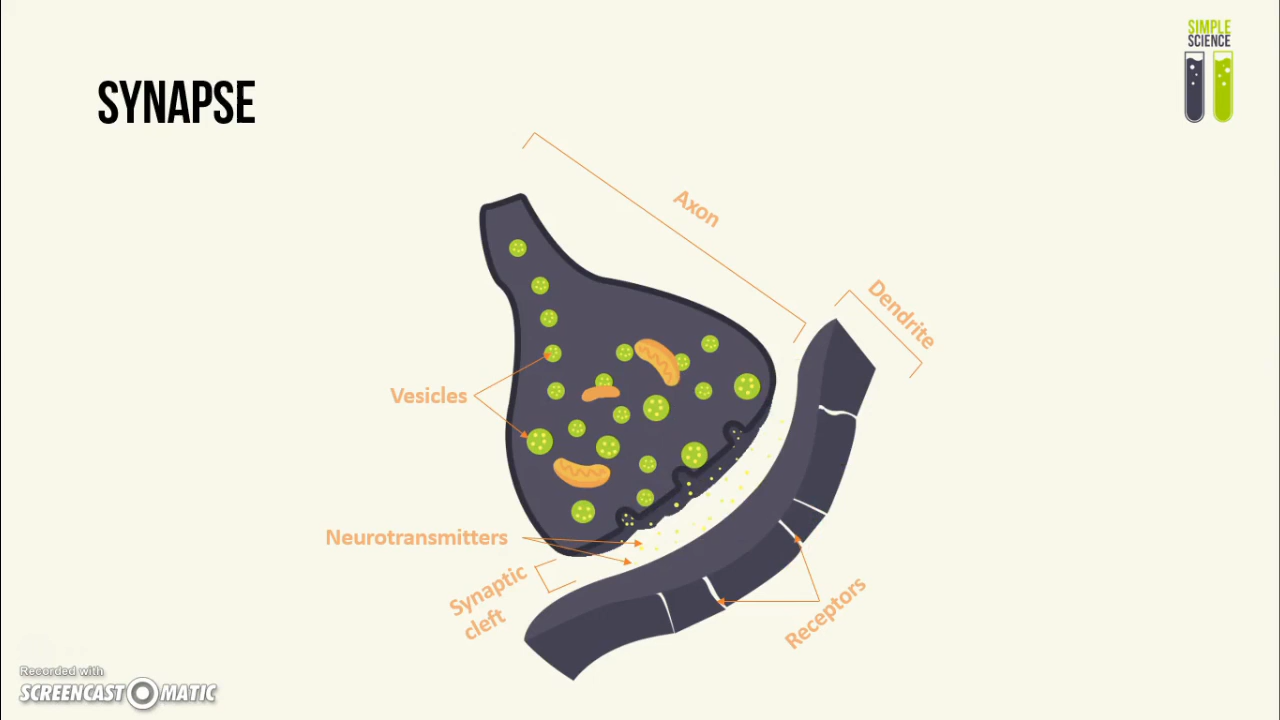 SIMPLE
SCIENCE
SYNAPSE
Axon
Dendrite
Vesicles
Neurotransmitters
Synaptic
cleft
Receptors
Recorded with
SCREENCAST MATIC